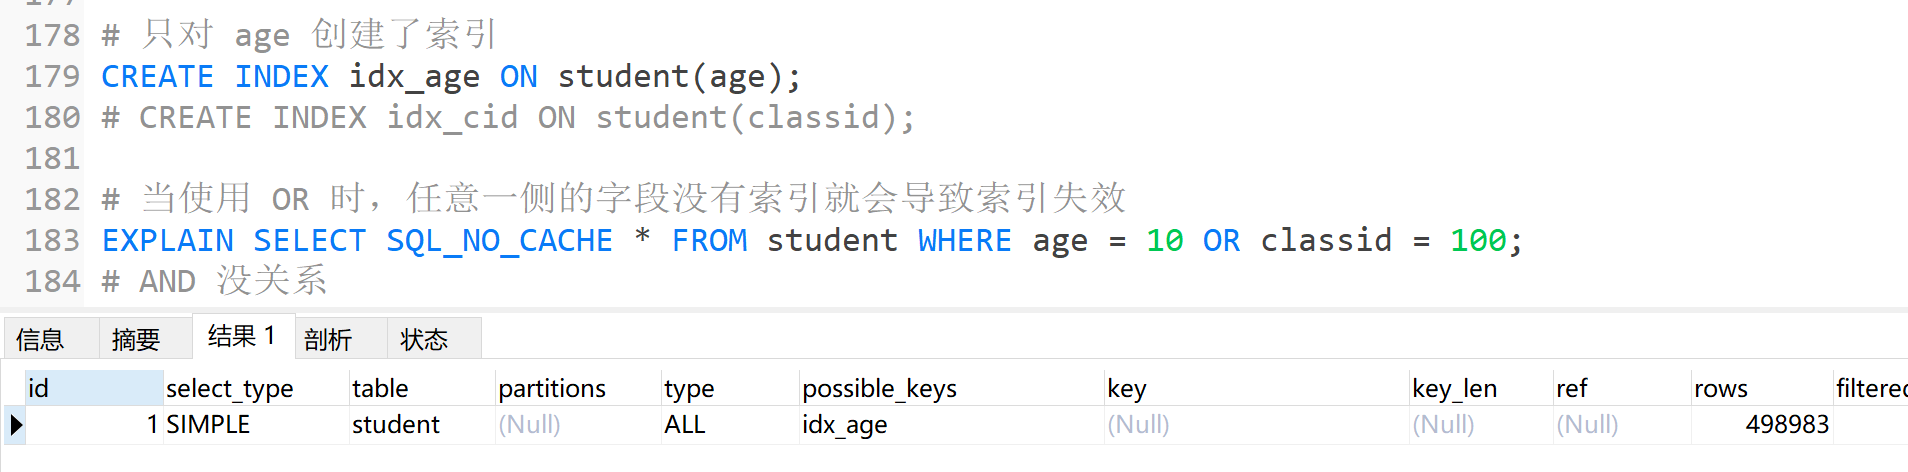 178 # 只对 age 创建了索引
179 CREATE INDEX idx_age ON student(age);
180 # CREATE INDEX idx_cid ON student(classid);
181
182 # 当使用 OR 时，任意一侧的字段没有索引就会导致索引失效
183 EXPLAIN SELECT SQL_NO_CACHE * FROM student WHERE age = 10 OR classid = 100;
184 # AND 没关系
信息 摘要 结果 1 剖析 状态
id select_type table partitions type possible_keys key key_len ref rows filtered
1 SIMPLE student (Null) ALL idx_age (Null) (Null) (Null) 498983